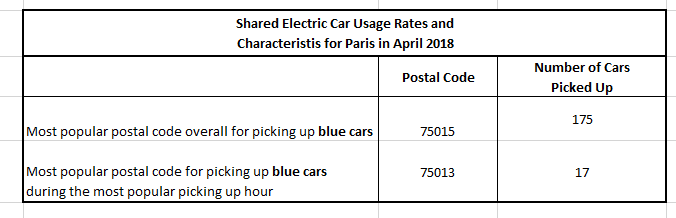 Shared Electric Car Usage Rates and
Characteristis for Paris in April 2018
Postal Code
Number of Cars
Picked Up
Most popular postal code overall for picking up blue cars
75015
175
Most popular postal code for picking up blue cars
during the most popular picking up hour
75013
17